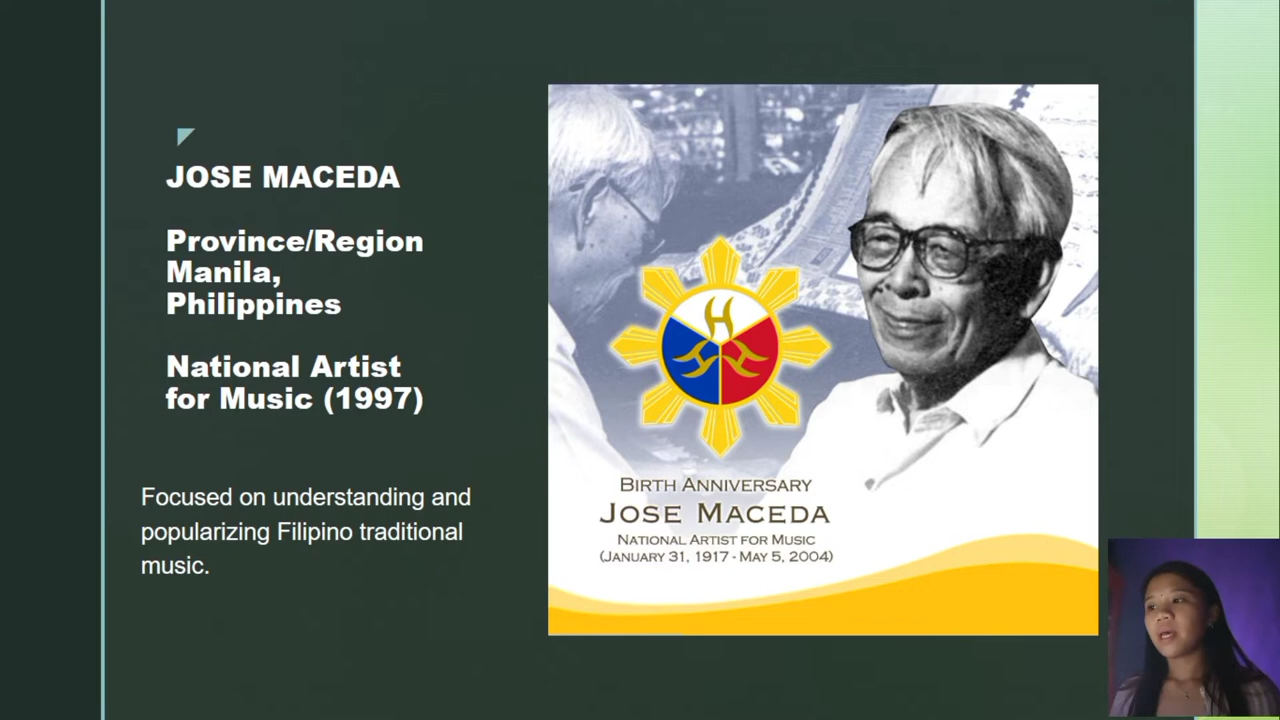 JOSE MACEDA
Province/Region
Manila,
Philippines
National Artist
for Music (1997)
Focused on understanding and
popularizing Filipino traditional
music.
BIRTH ANNIVERSARY
JOSE MACEDA
NATIONAL ARTIST FOR MUSIC
(JANUARY 31, 1917 - MAY 5, 2004)